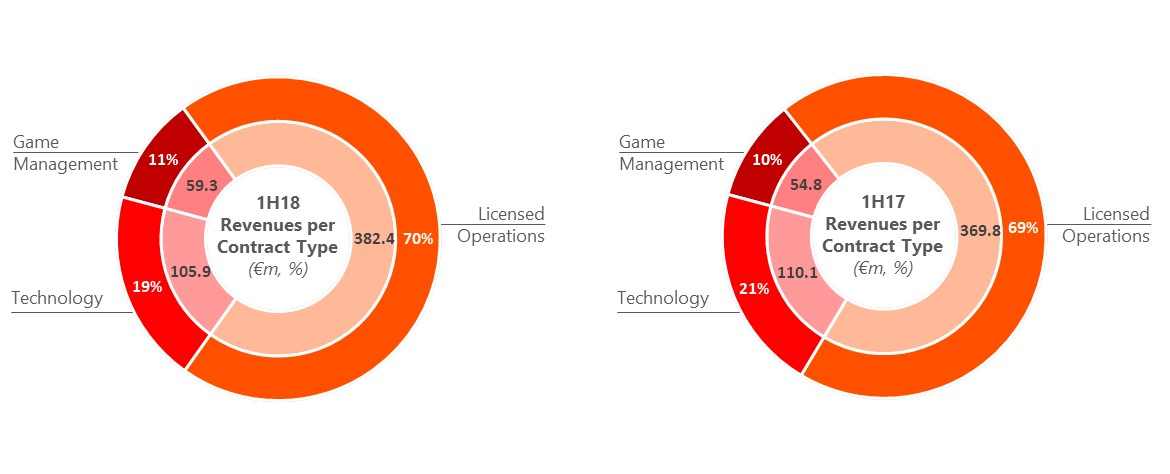 Game
Management
11%
59.3
1H18
Revenues per
Contract Type
(€m, %)
382.4
70%
Licensed
Operations
105.9
19%
Technology
Game
Management
10%
54.8
1H17
Revenues per
Contract Type
(€m, %)
369.8
69%
Licensed
Operations
110.1
21%
Technology